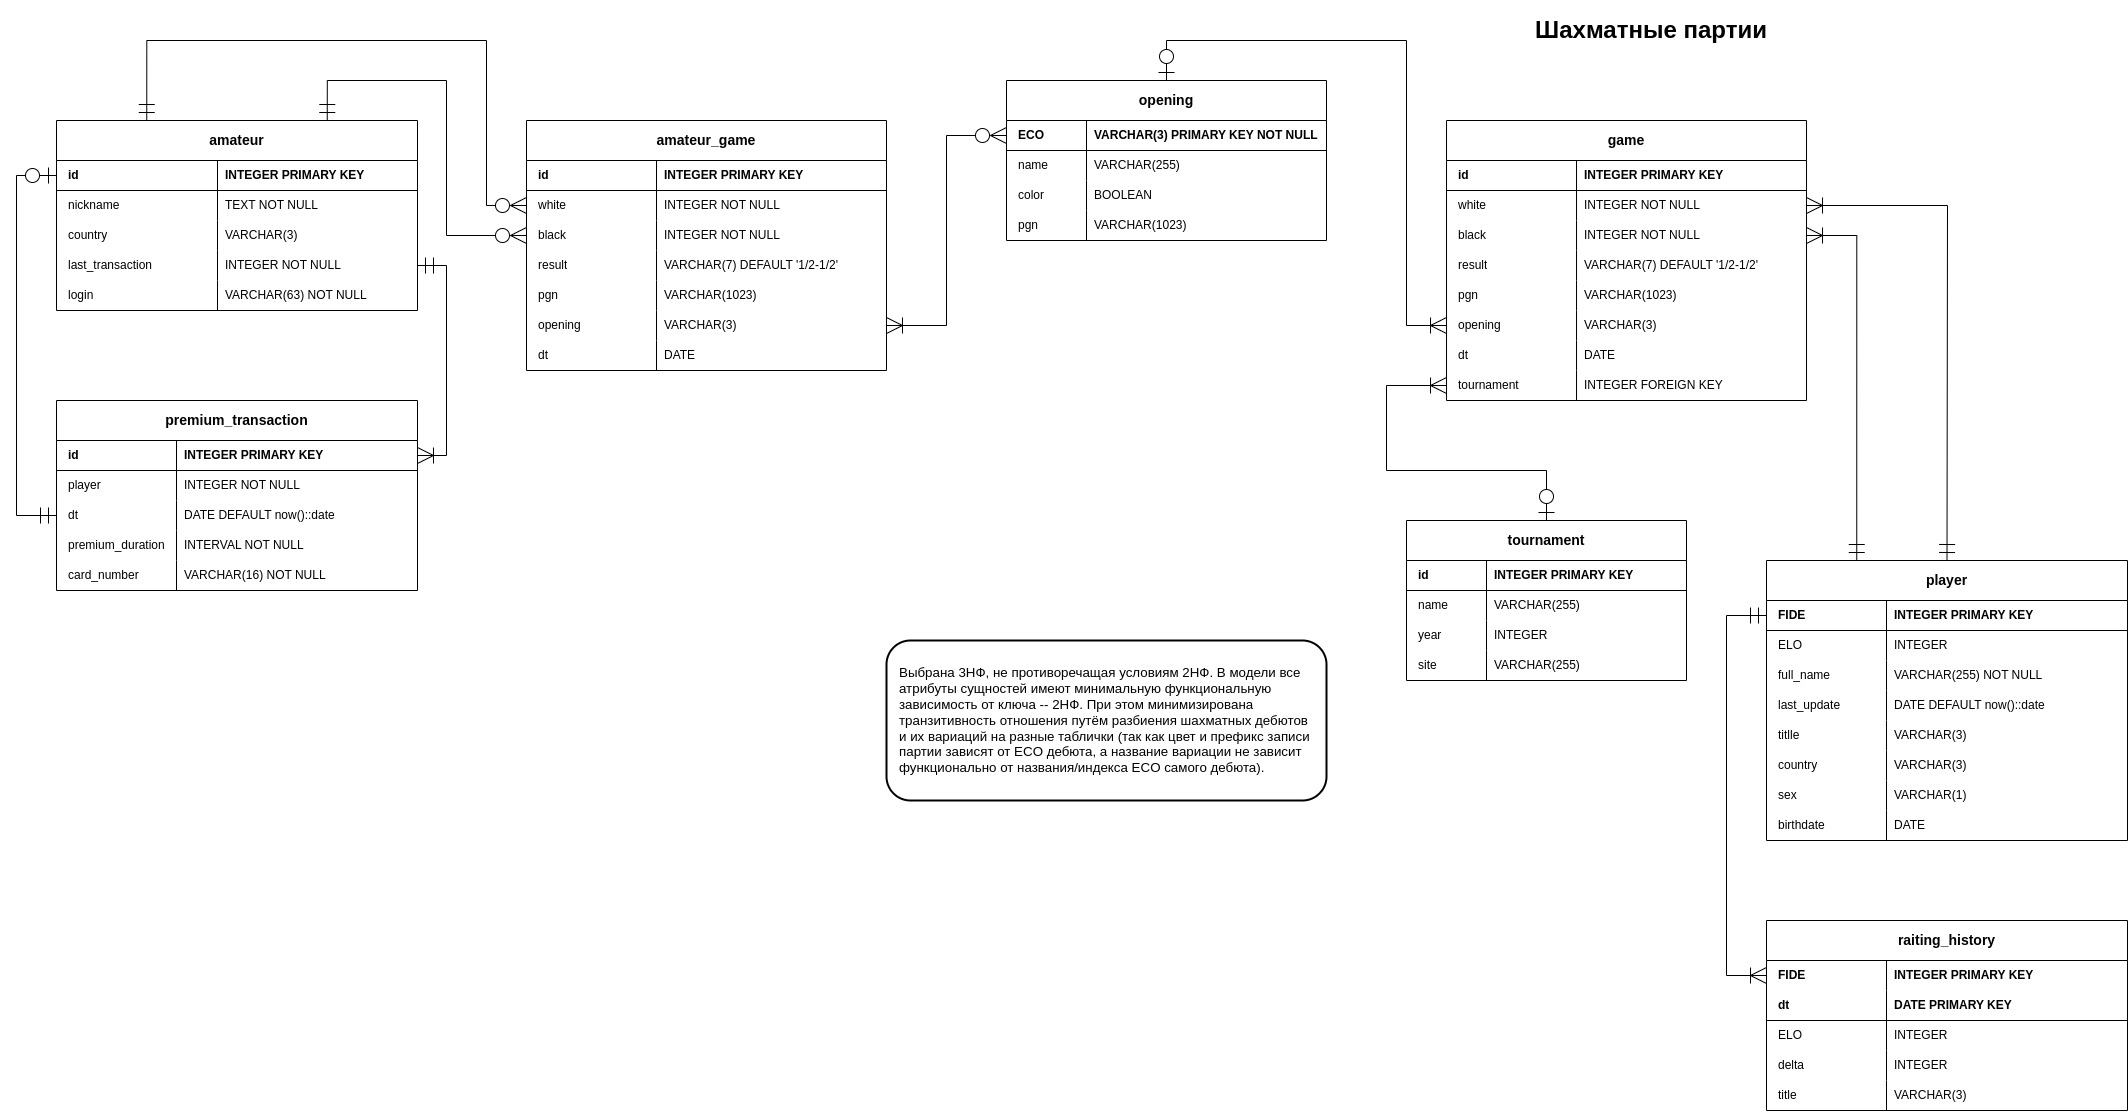 Шахматные партии
amateur
id INTEGER PRIMARY KEY
nickname TEXT NOT NULL
country VARCHAR(3)
last_transaction INTEGER NOT NULL
login VARCHAR(63) NOT NULL
premium_transaction
id INTEGER PRIMARY KEY
player INTEGER NOT NULL
dt DATE DEFAULT now()::date
premium_duration INTERVAL NOT NULL
card_number VARCHAR(16) NOT NULL
amateur_game
id INTEGER PRIMARY KEY
white INTEGER NOT NULL
black INTEGER NOT NULL
result VARCHAR(7) DEFAULT '1/2-1/2'
pgn VARCHAR(1023)
opening VARCHAR(3)
dt DATE
opening
ECO VARCHAR(3) PRIMARY KEY NOT NULL
name VARCHAR(255)
color BOOLEAN
pgn VARCHAR(1023)
game
id INTEGER PRIMARY KEY
white INTEGER NOT NULL
black INTEGER NOT NULL
result VARCHAR(7) DEFAULT '1/2-1/2'
pgn VARCHAR(1023)
opening VARCHAR(3)
dt DATE
tournament INTEGER FOREIGN KEY
tournament
id INTEGER PRIMARY KEY
name VARCHAR(255)
year INTEGER
site VARCHAR(255)
player
FIDE INTEGER PRIMARY KEY
ELO INTEGER
full_name VARCHAR(255) NOT NULL
last_update DATE DEFAULT now()::date
titlle VARCHAR(3)
country VARCHAR(3)
sex VARCHAR(1)
birthdate DATE
raiting_history
FIDE INTEGER PRIMARY KEY
dt DATE PRIMARY KEY
ELO INTEGER
delta INTEGER
title VARCHAR(3)
Выбрана 3НФ, не противоречащая условиям 2НФ. В модели все
атрибуты сущностей имеют минимальную функциональную
зависимость от ключа -- 2НФ. При этом минимизирована
транзитивность отношения путём разбиения шахматных дебютов
и их вариаций на разные таблички (так как цвет и префикс записи
партии зависят от ECO дебюта, а название вариации не зависит
функционально от названия/индекса ECO самого дебюта).